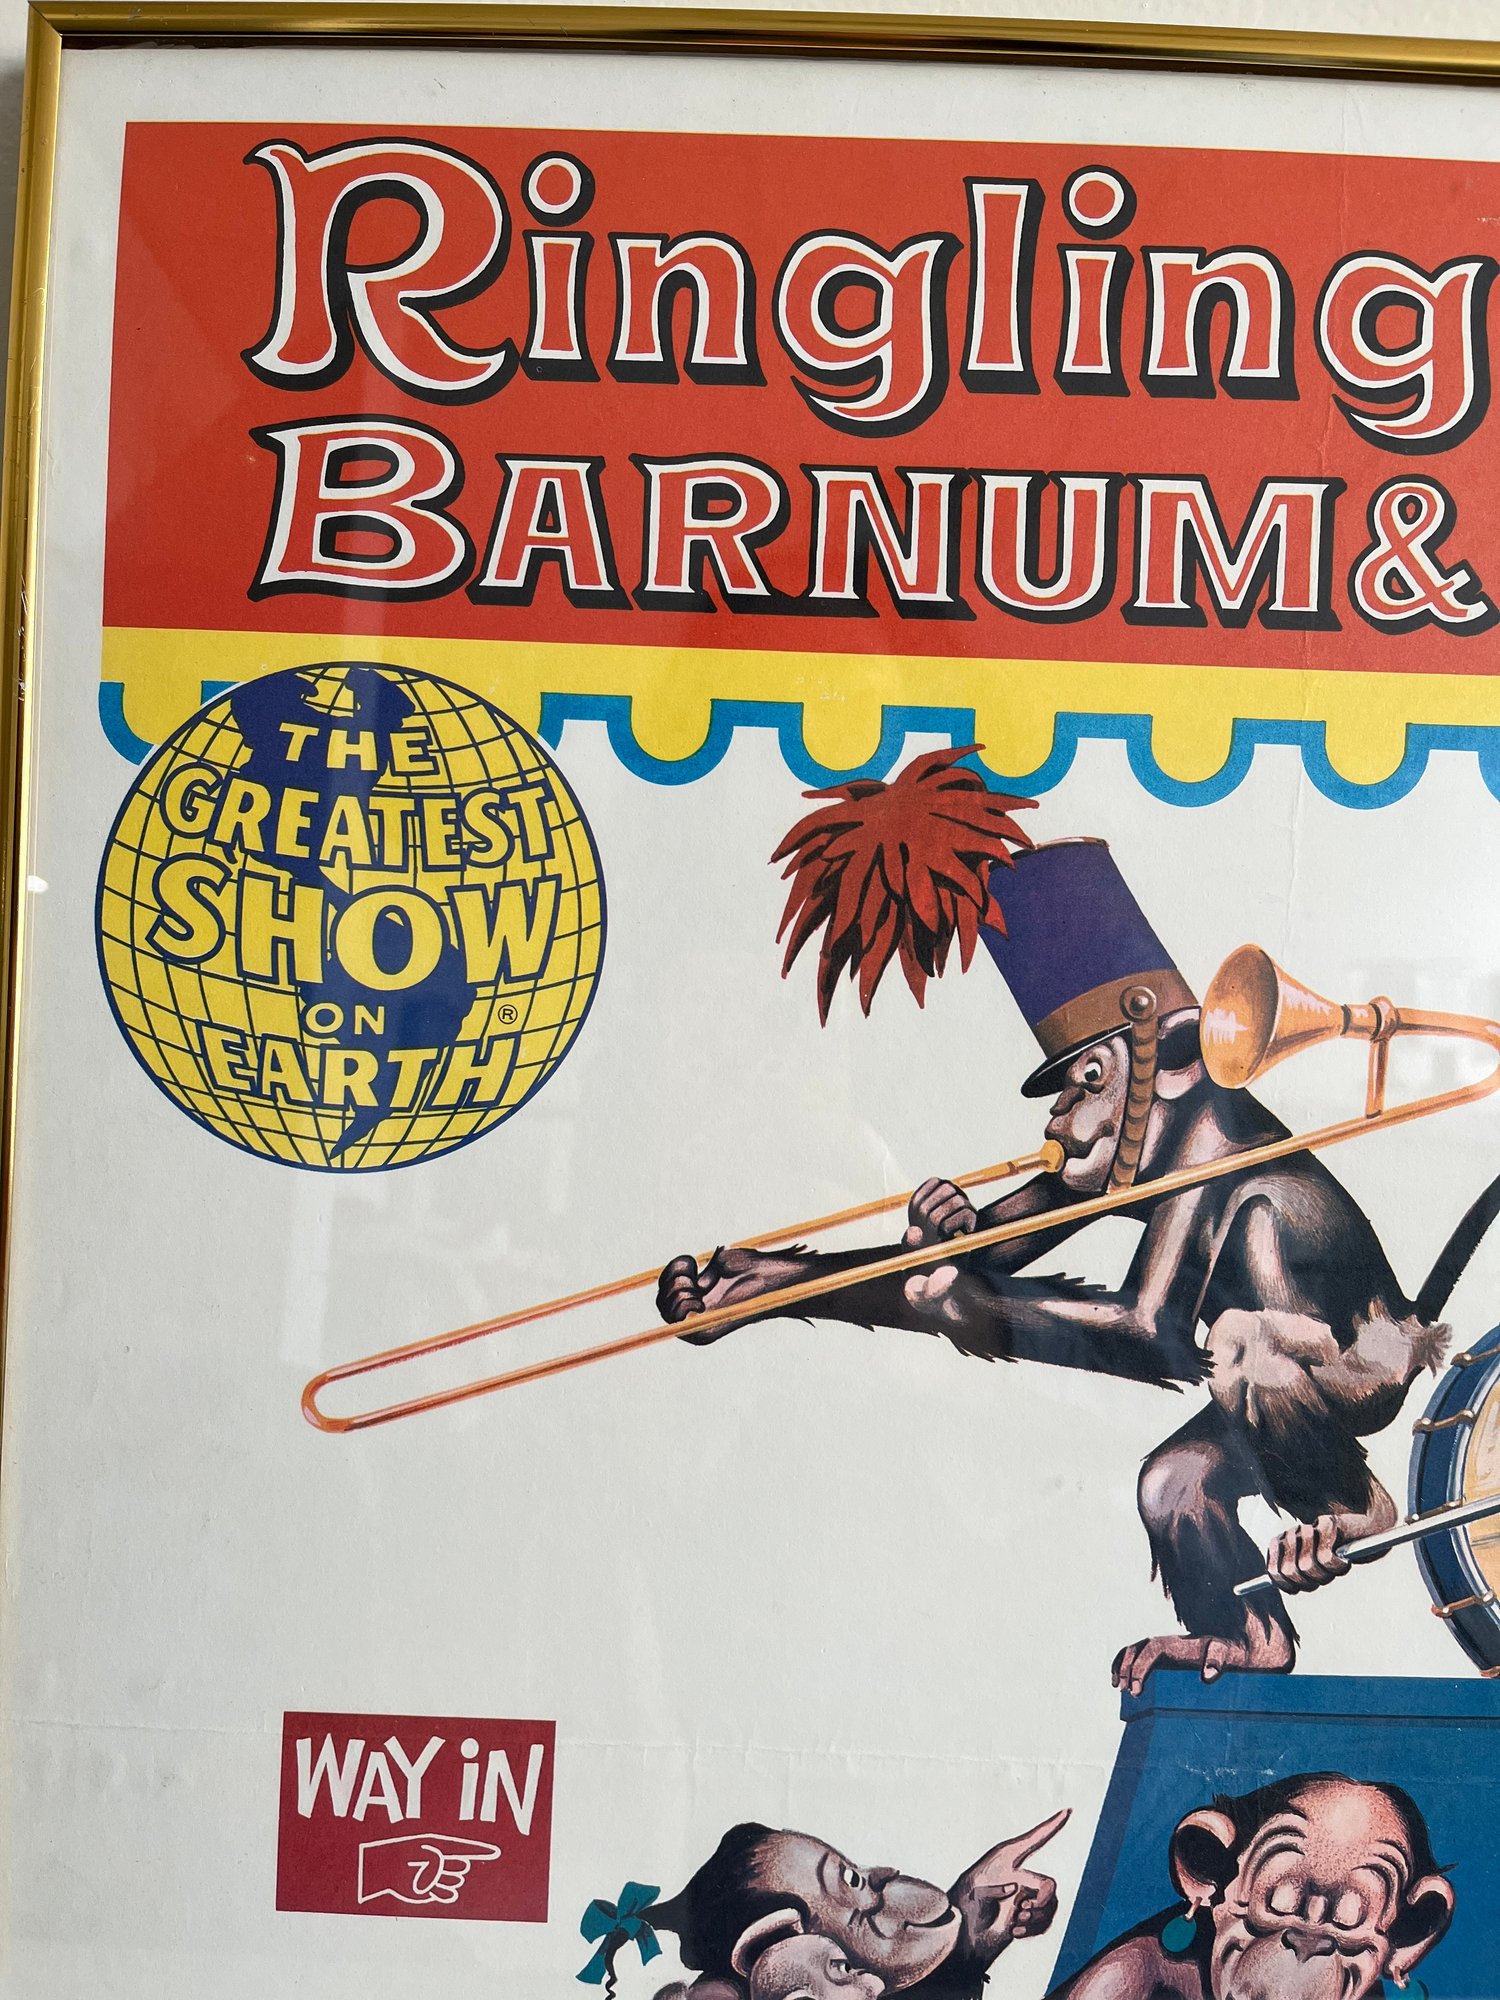 Ringling
BARNUM &
THE
GREATEST
SHOW
ON
EARTH ®
WAY iN